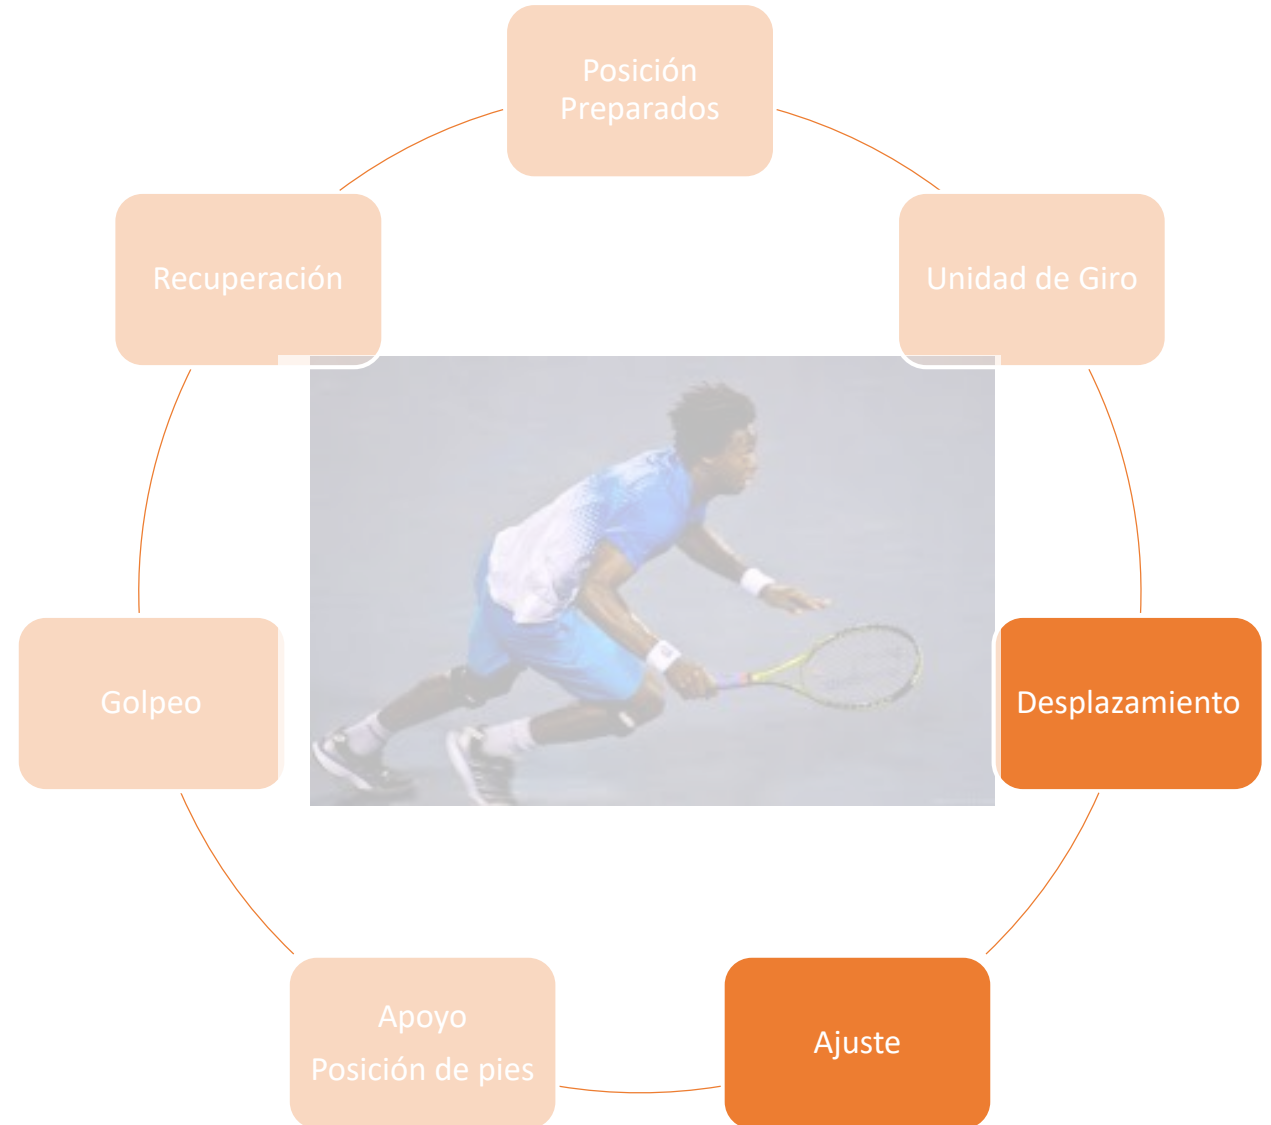 Posición
Preparados
Unidad de Giro
Desplazamiento
Ajuste
Apoyo
Posición de pies
Golpeo
Recuperación